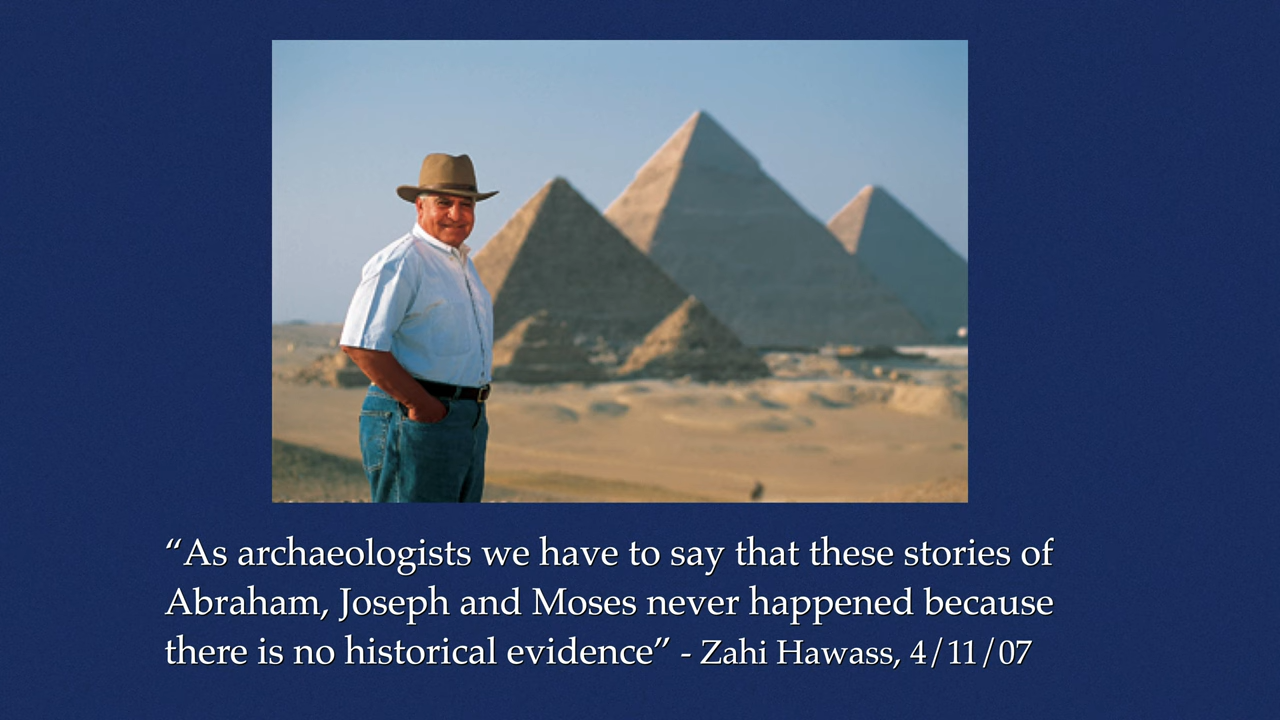 “As archaeologists we have to say that these stories of
Abraham, Joseph and Moses never happened because
there is no historical evidence” - Zahi Hawass, 4/11/07